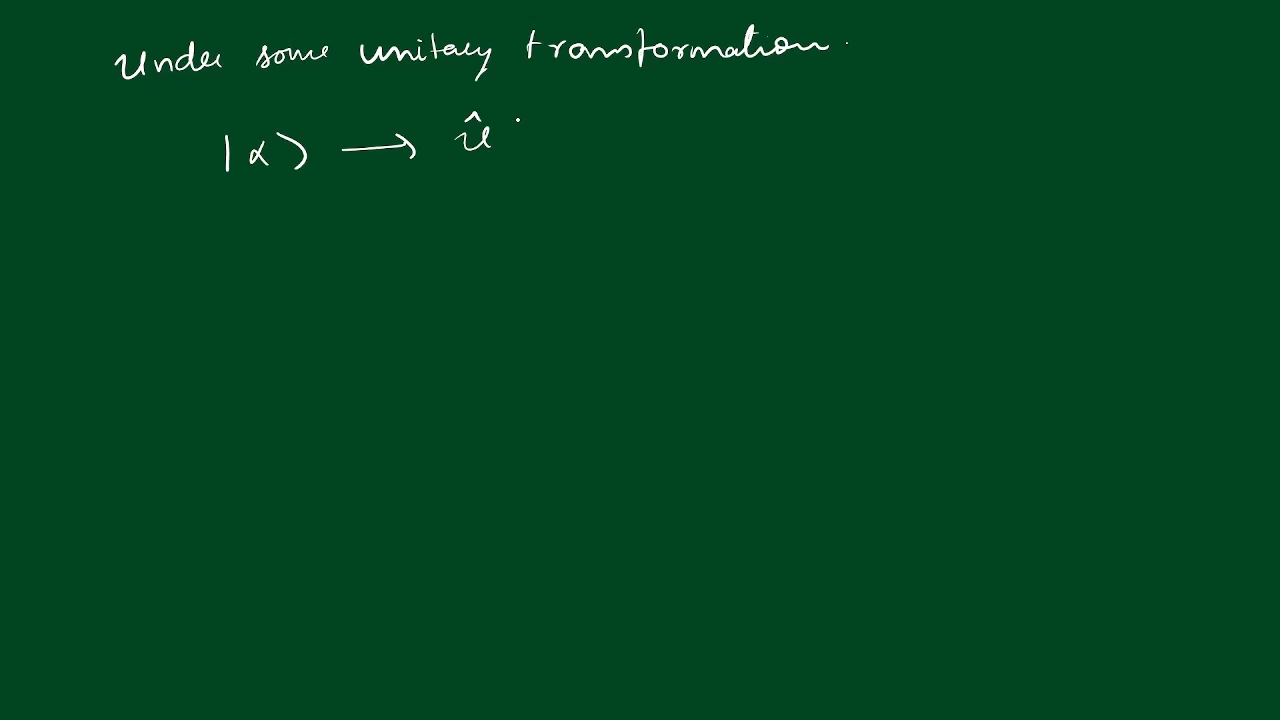 Under some unitary transformation.
|α⟩ ⟶ û